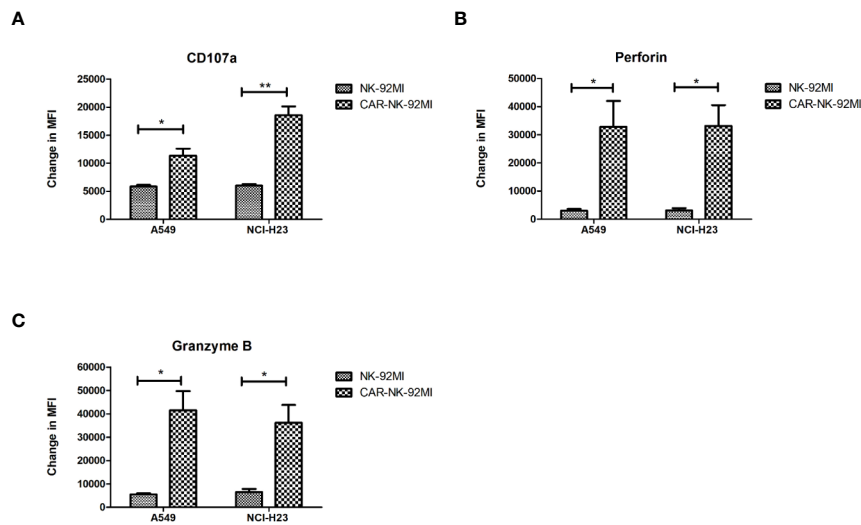 A
CD107a
Change in MFI
25000
20000
15000
10000
5000
0
*
**
A549
NCI-H23
NK-92MI
CAR-NK-92MI
B
Perforin
Change in MFI
50000
40000
30000
20000
10000
0
*
*
A549
NCI-H23
NK-92MI
CAR-NK-92MI
C
Granzyme B
Change in MFI
60000
50000
40000
30000
20000
10000
0
*
*
A549
NCI-H23
NK-92MI
CAR-NK-92MI